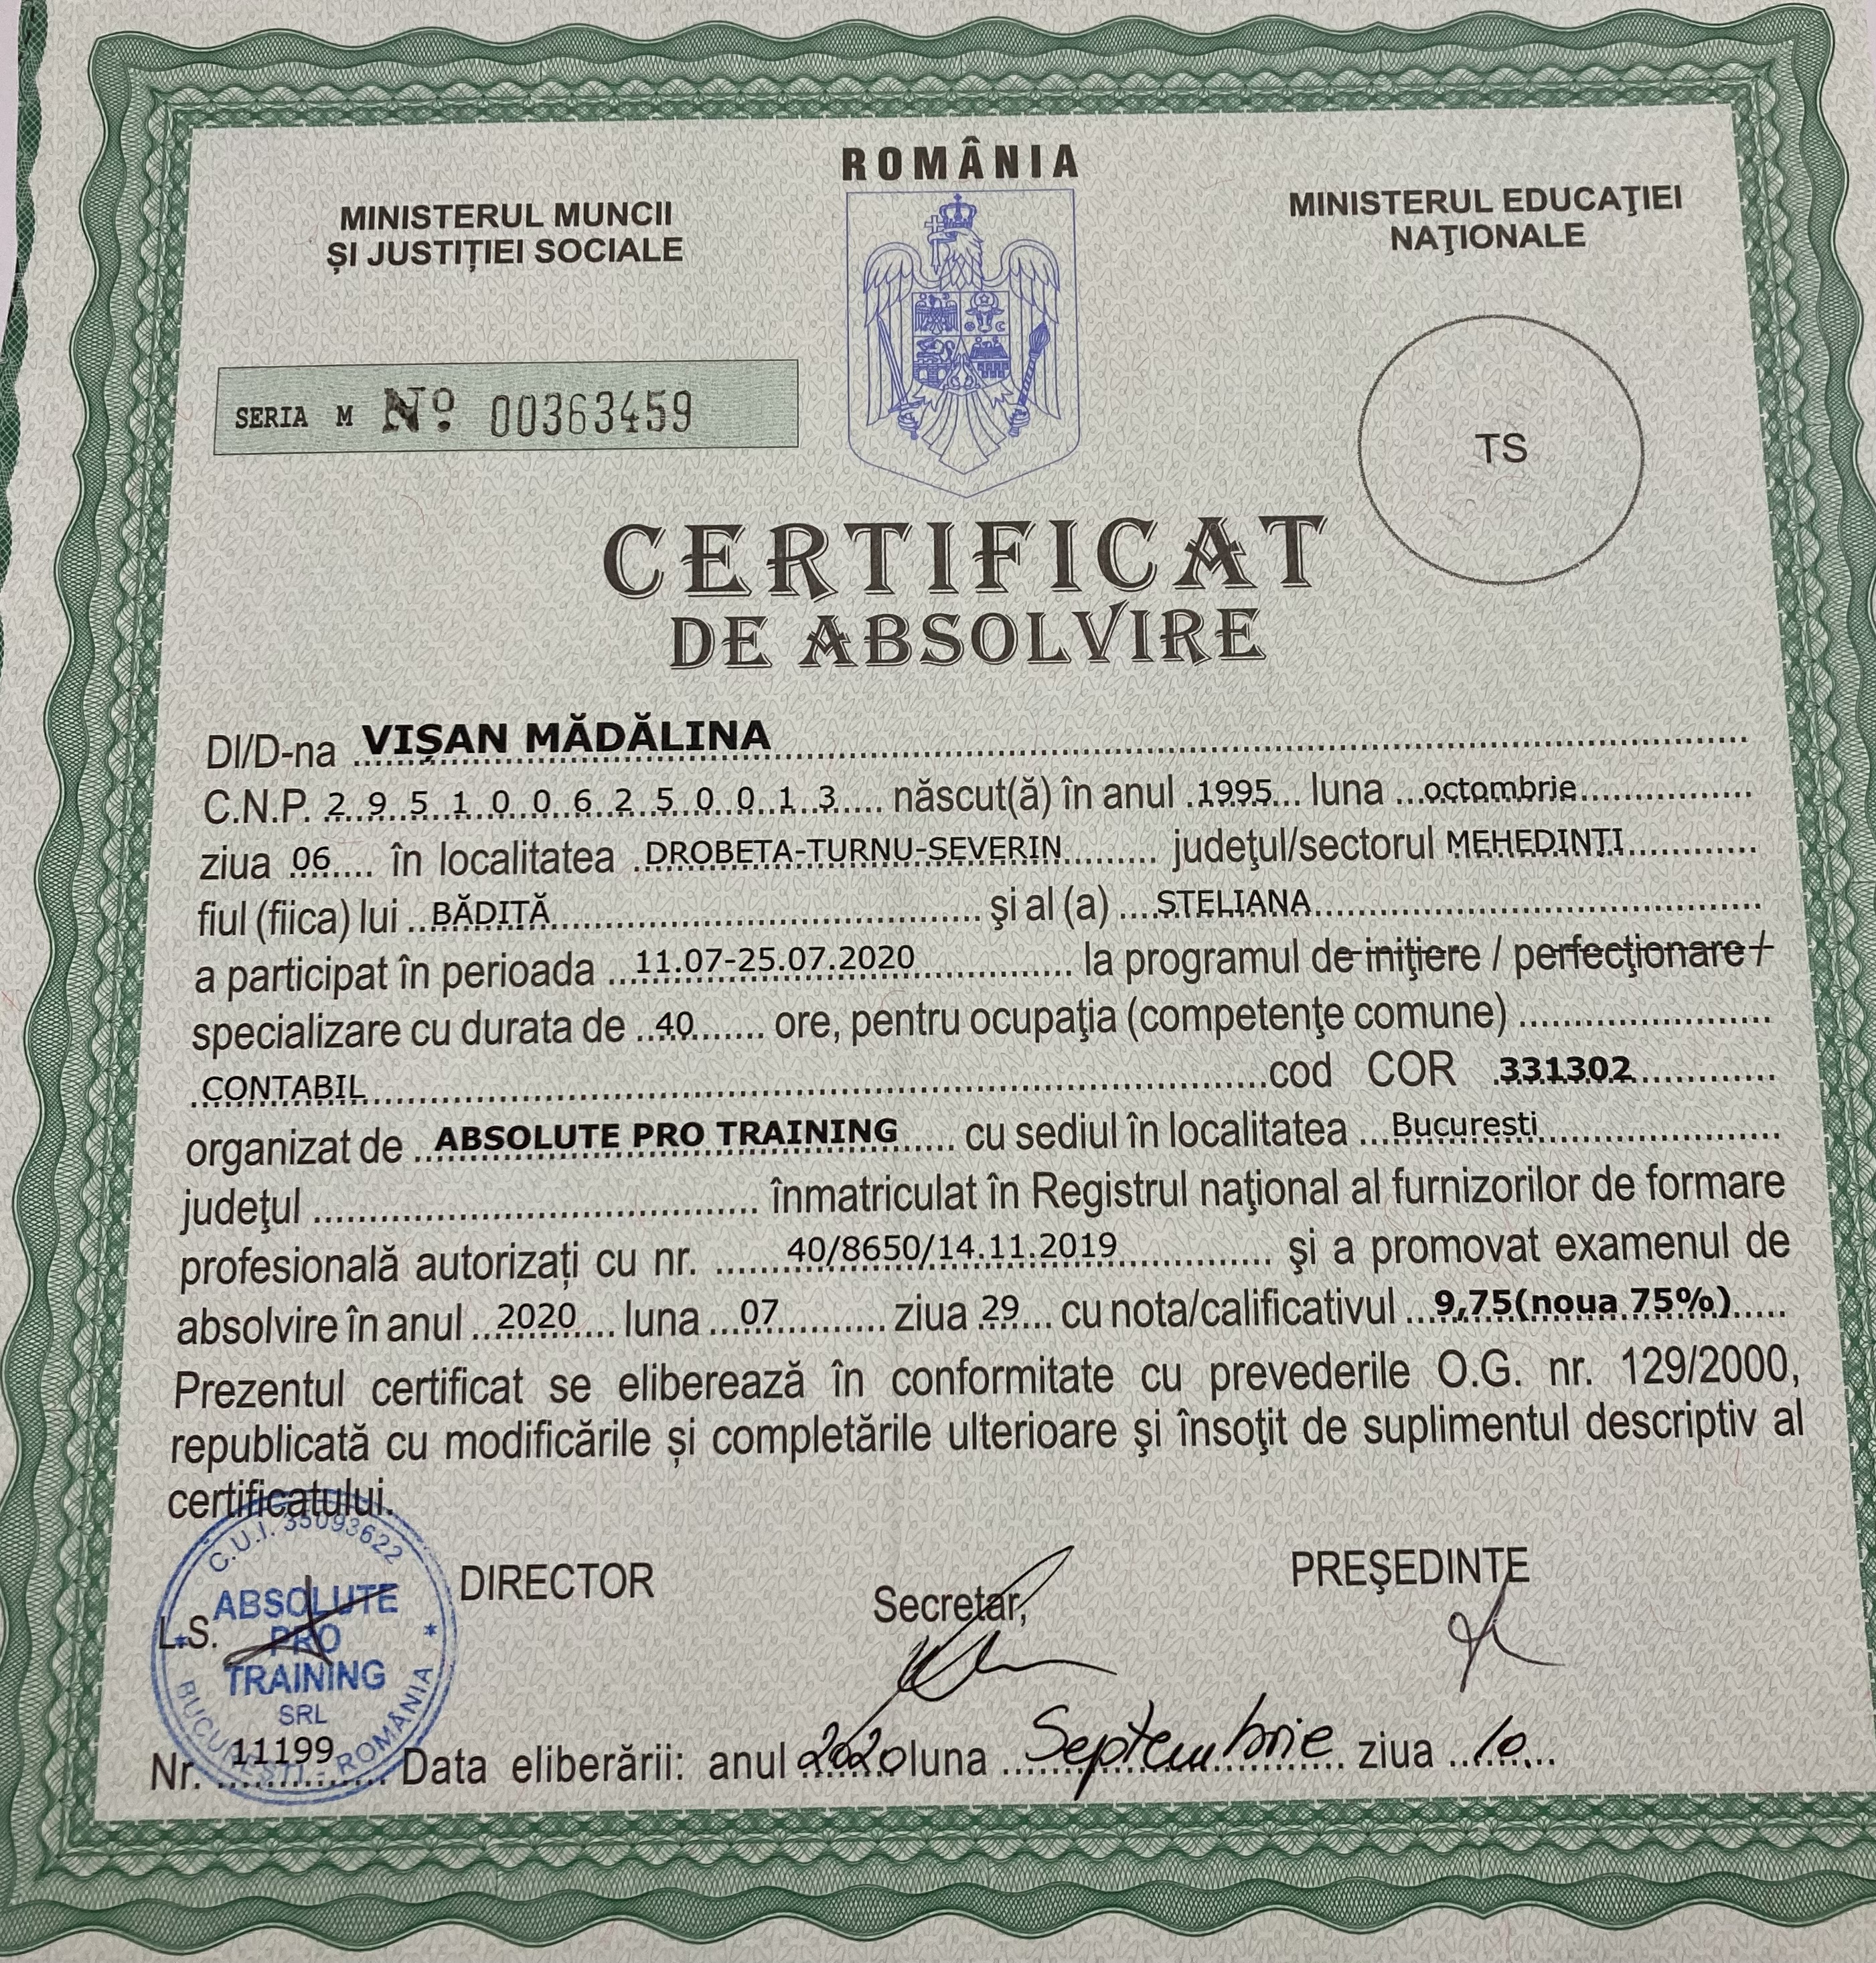 ROMÂNIA
MINISTERUL MUNCII
ȘI JUSTIȚIEI SOCIALE
MINISTERUL EDUCAŢIEI
NAŢIONALE
SERIA M Nº 00363459
TS
CERTIFICAT
DE ABSOLVIRE
Dl/D-na VIȘAN MĂDĂLINA
C.N.P. 2 9 5 1 0 0 6 2 5 0 0 1 3 născut(ă) în anul 1995 luna octombrie
ziua 06 în localitatea DROBETA-TURNU-SEVERIN judeţul/sectorul MEHEDINȚI
fiul (fiica) lui BĂDIȚĂ şi al (a) STELIANA
a participat în perioada 11.07-25.07.2020 la programul de iniţiere / perfecţionare /
specializare cu durata de 40 ore, pentru ocupaţia (competenţe comune)
CONTABIL cod COR 331302
organizat de ABSOLUTE PRO TRAINING cu sediul în localitatea Bucuresti
judeţul înmatriculat în Registrul naţional al furnizorilor de formare
profesională autorizați cu nr. 40/8650/14.11.2019 şi a promovat examenul de
absolvire în anul 2020 luna 07 ziua 29 cu nota/calificativul 9,75(noua 75%)
Prezentul certificat se eliberează în conformitate cu prevederile O.G. nr. 129/2000,
republicată cu modificările și completările ulterioare şi însoţit de suplimentul descriptiv al
certificatului.
C.U.I. 35093622
ABSOLUTE
PRO
TRAINING
SRL
BUCUREȘTI - ROMÂNIA
L.S.
DIRECTOR
Secretar,
PREŞEDINTE
Nr. 11199 Data eliberării: anul 2020 luna Septembrie ziua 10